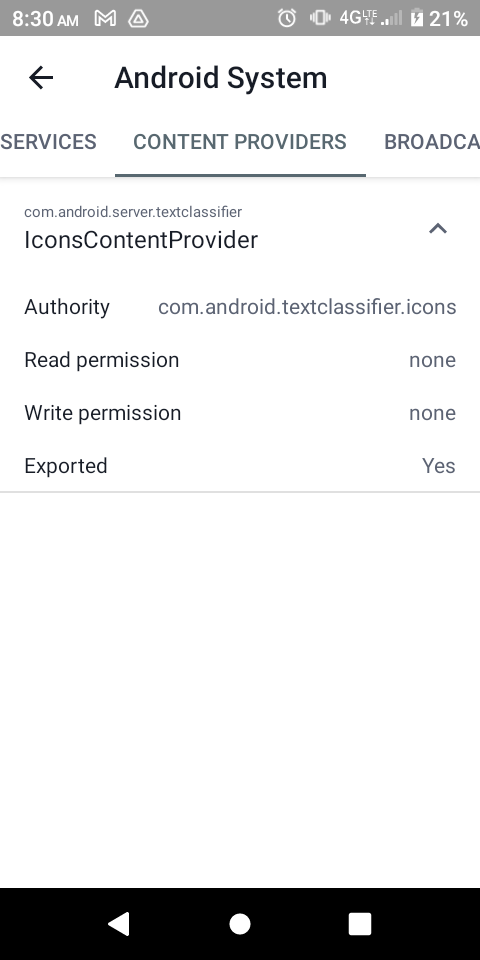 8:30 AM 4G LTE 21%
Android System
SERVICES CONTENT PROVIDERS BROADCA
com.android.server.textclassifier
IconsContentProvider
Authority com.android.textclassifier.icons
Read permission none
Write permission none
Exported Yes